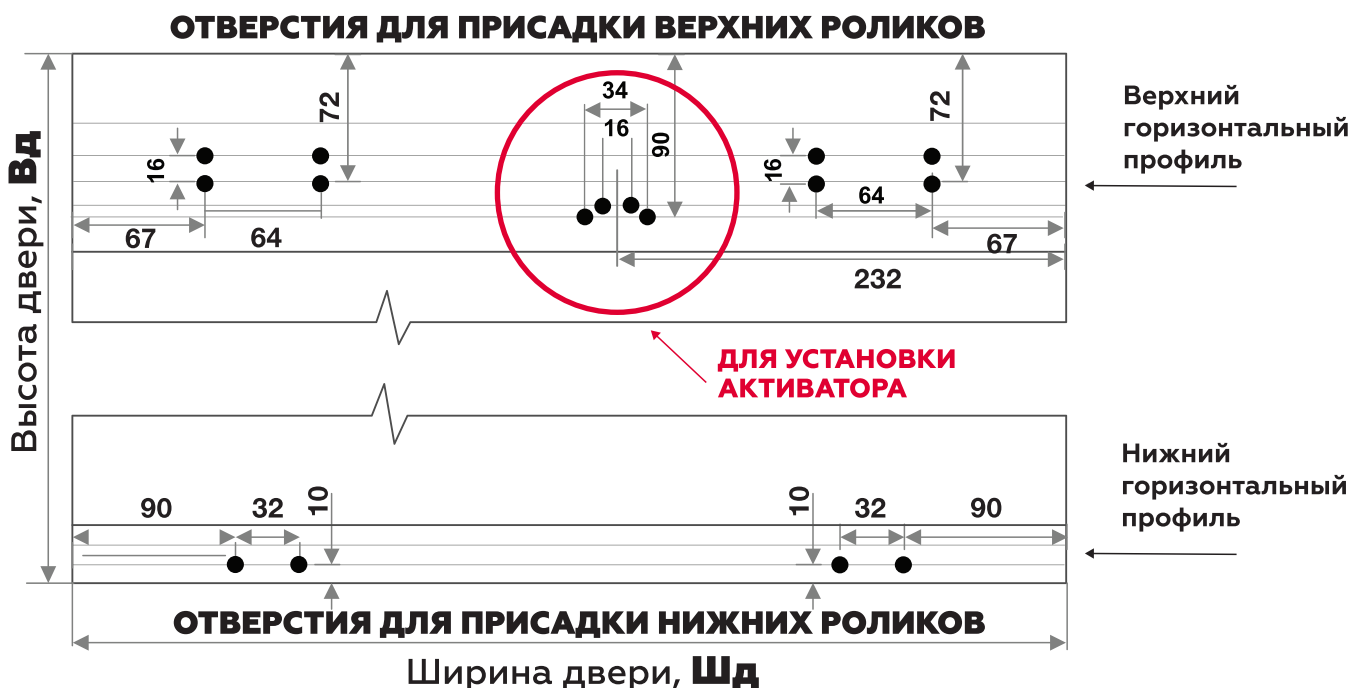 ОТВЕРСТИЯ ДЛЯ ПРИСАДКИ ВЕРХНИХ РОЛИКОВ
Высота двери, Вд
72
34
16
90
72
16
16
67
64
64
67
232
Верхний
горизонтальный
профиль
ДЛЯ УСТАНОВКИ
АКТИВАТОРА
90
32
10
10
32
90
Нижний
горизонтальный
профиль
ОТВЕРСТИЯ ДЛЯ ПРИСАДКИ НИЖНИХ РОЛИКОВ
Ширина двери, Шд